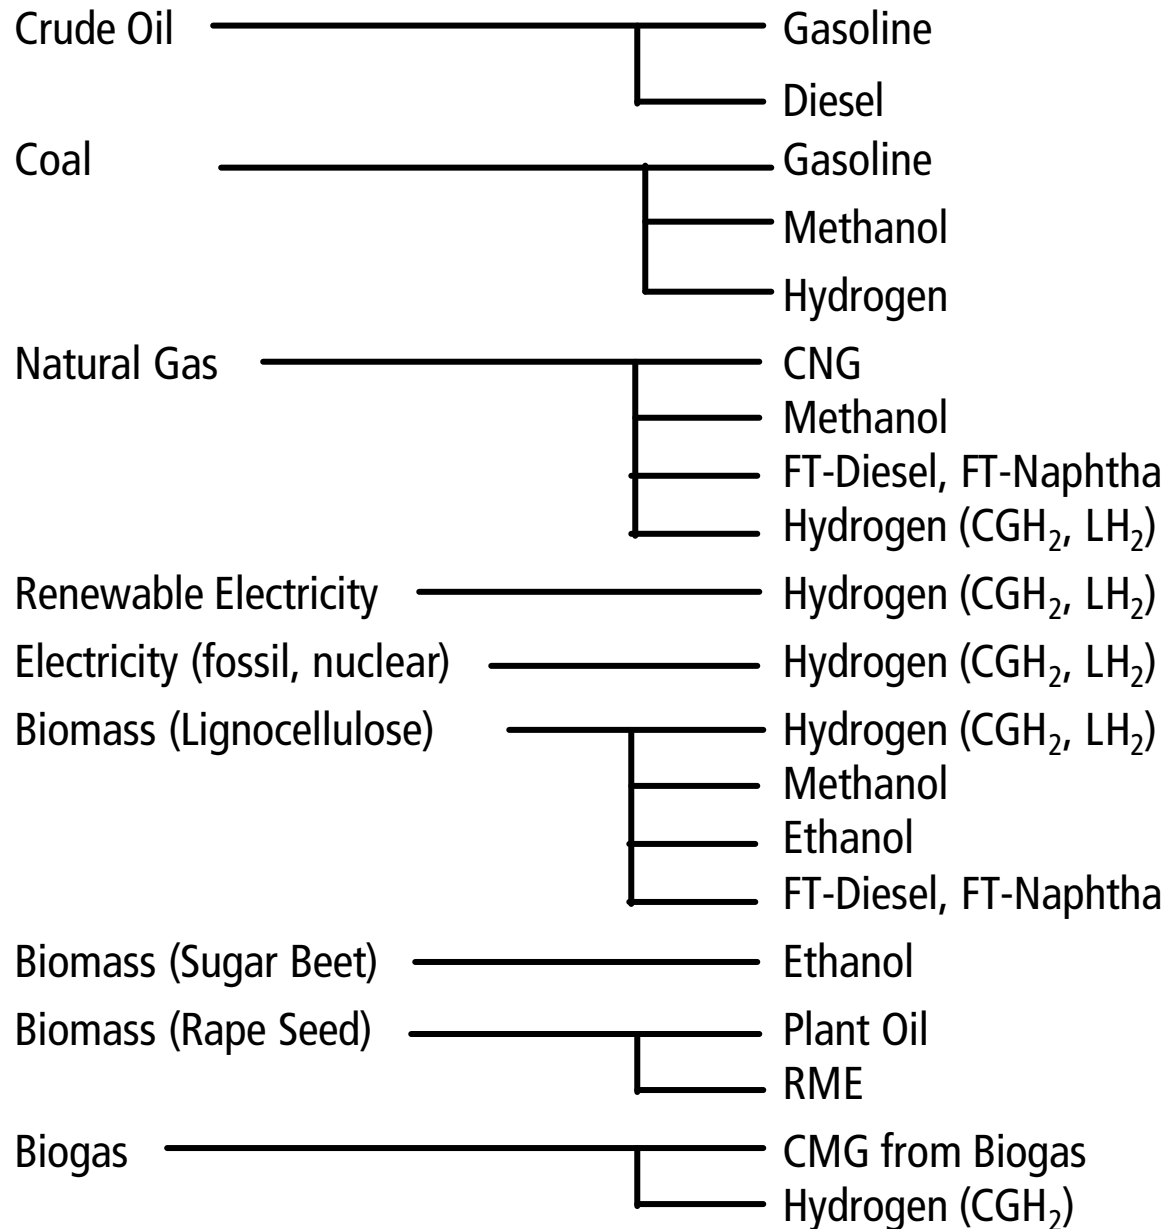 Crude Oil Gasoline
Diesel
Coal Gasoline
Methanol
Hydrogen
Natural Gas CNG
Methanol
FT-Diesel, FT-Naphtha
Hydrogen (CGH₂, LH₂)
Renewable Electricity Hydrogen (CGH₂, LH₂)
Electricity (fossil, nuclear) Hydrogen (CGH₂, LH₂)
Biomass (Lignocellulose) Hydrogen (CGH₂, LH₂)
Methanol
Ethanol
FT-Diesel, FT-Naphtha
Biomass (Sugar Beet) Ethanol
Biomass (Rape Seed) Plant Oil
RME
Biogas CMG from Biogas
Hydrogen (CGH₂)